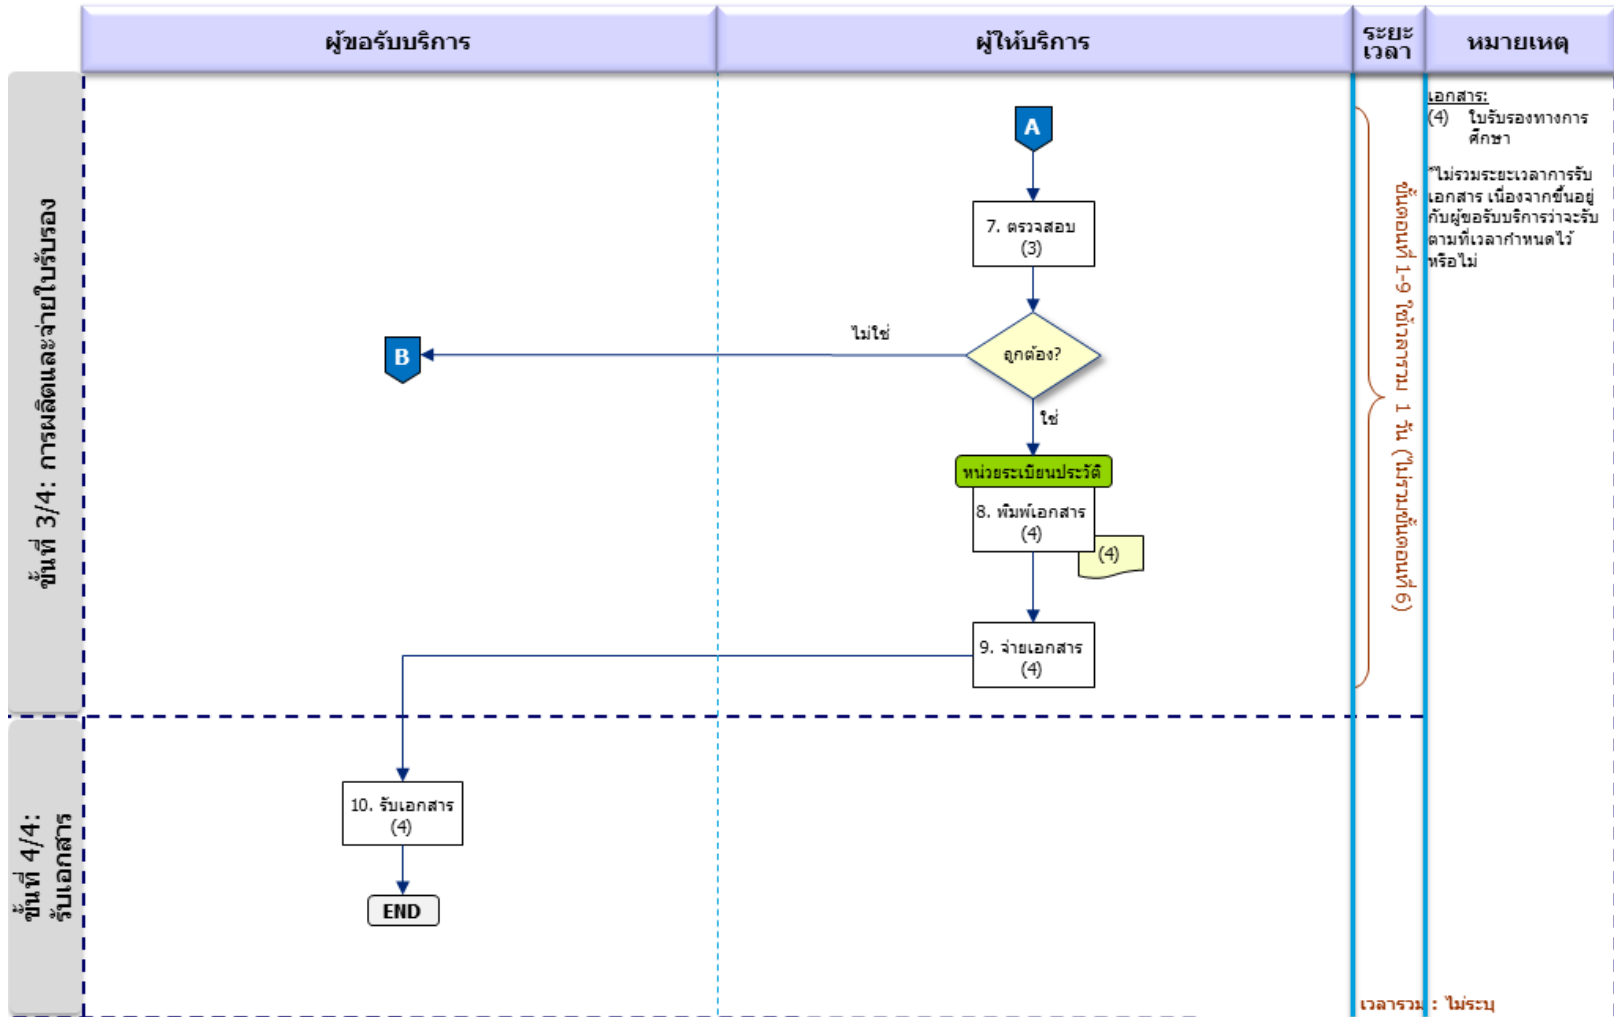 ผู้ขอรับบริการ
ผู้ให้บริการ
ระยะ
เวลา
หมายเหตุ
ขั้นที่ 3/4: การผลิตและจ่ายใบรับรอง
A
7. ตรวจสอบ
(3)
ถูกต้อง?
ไม่ใช่
B
ใช่
หน่วยระเบียนประวัติ
8. พิมพ์เอกสาร
(4)
(4)
9. จ่ายเอกสาร
(4)
ขั้นตอนที่ 1-9 ใช้เวลารวม 1 วัน (ไม่รวมขั้นตอนที่ 6)
เอกสาร:
(4) ใบรับรองทางการ
ศึกษา
*ไม่รวมระยะเวลาการรับ
เอกสาร เนื่องจากขึ้นอยู่
กับผู้ขอรับบริการว่าจะรับ
ตามที่เวลากำหนดไว้
หรือไม่
ขั้นที่ 4/4:
รับเอกสาร
10. รับเอกสาร
(4)
END
เวลารวม : ไม่ระบุ